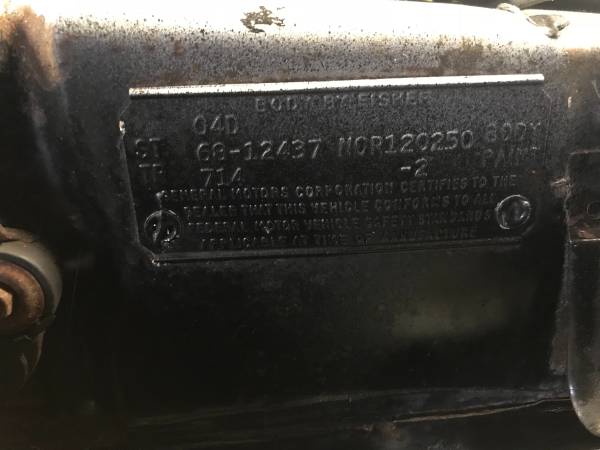 BODY BY FISHER
04D
ST 68-12437 NOR120250 BODY
TR 714 -2 PAINT
GENERAL MOTORS CORPORATION CERTIFIES TO THE
DEALER THAT THIS VEHICLE CONFORMS TO ALL
FEDERAL MOTOR VEHICLE SAFETY STANDARDS
APPLICABLE AT TIME OF MANUFACTURE